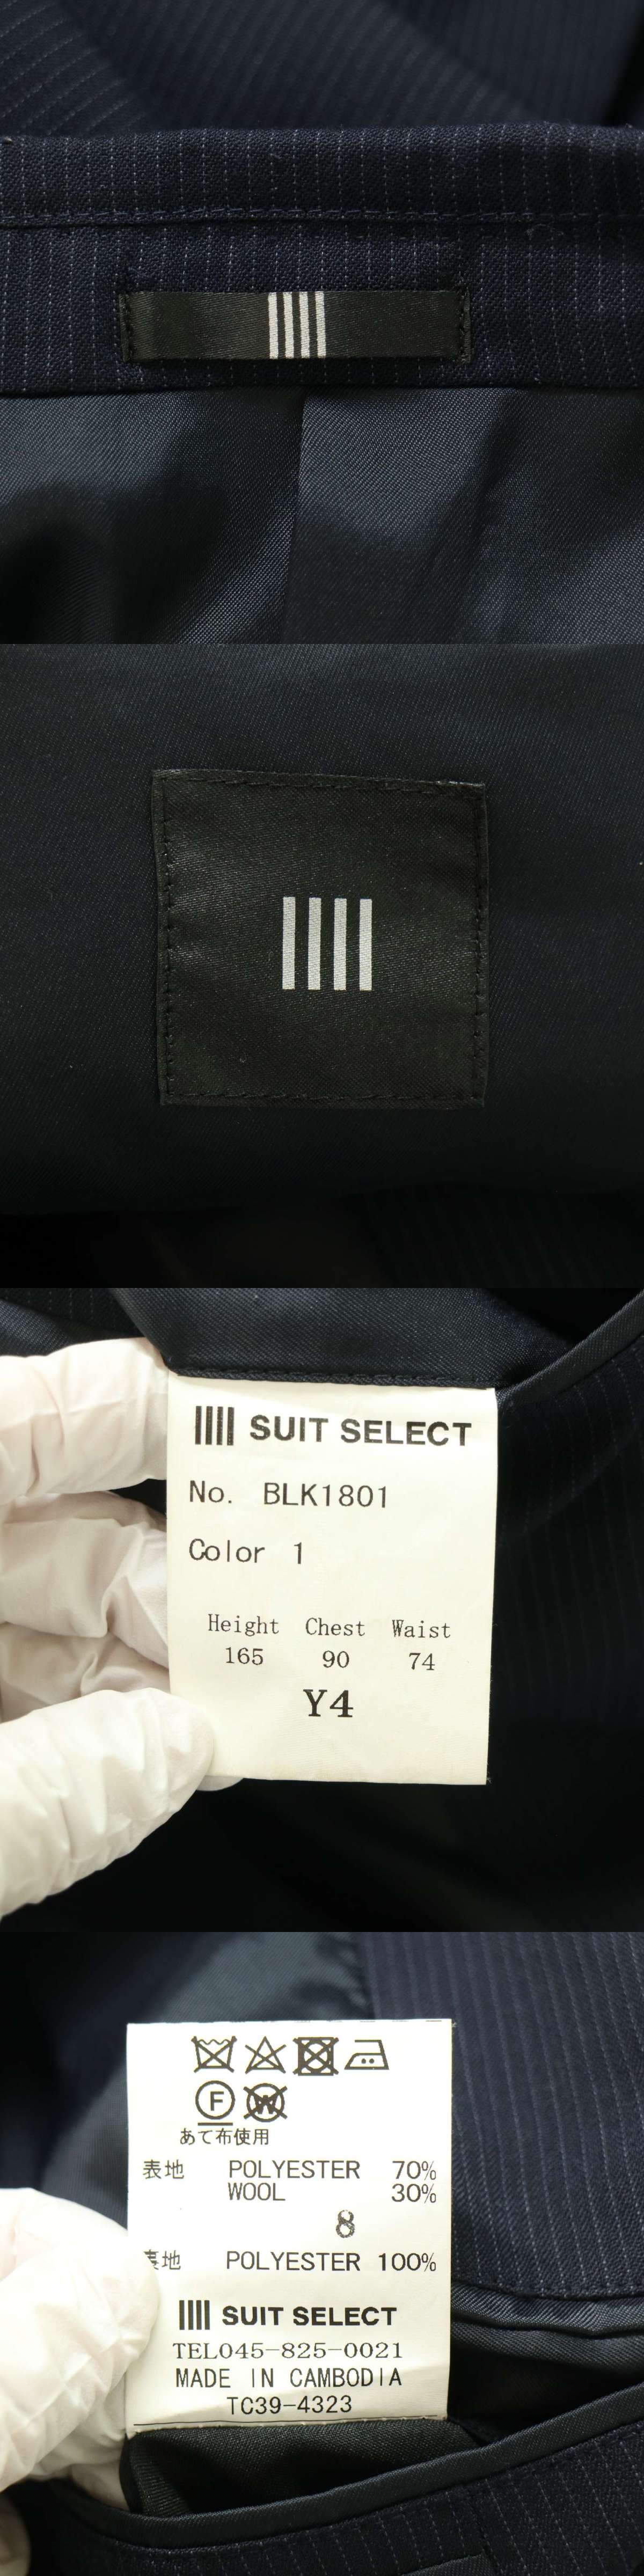 SUIT SELECT
No. BLK1801
Color 1
Height Chest Waist
165 90 74
Y4
F
W
あて布使用
表地 POLYESTER 70%
WOOL 30%
8
裏地 POLYESTER 100%
SUIT SELECT
TEL045-825-0021
MADE IN CAMBODIA
TC39-4323